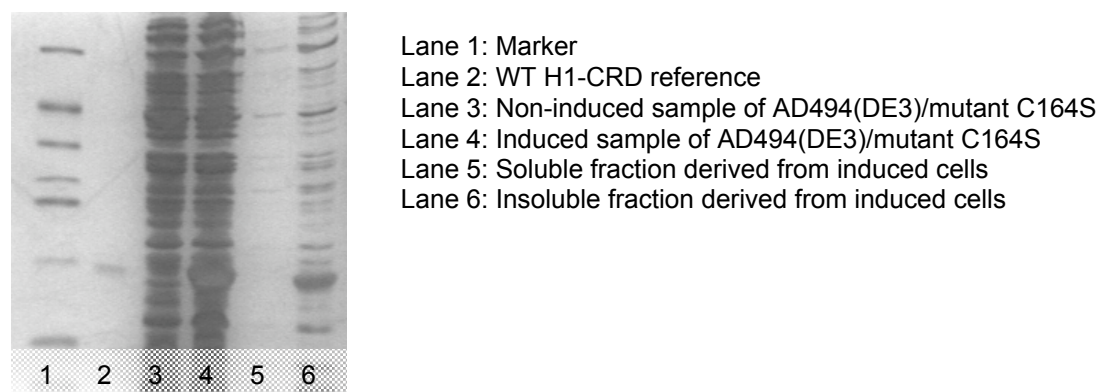 Lane 1: Marker
Lane 2: WT H1-CRD reference
Lane 3: Non-induced sample of AD494(DE3)/mutant C164S
Lane 4: Induced sample of AD494(DE3)/mutant C164S
Lane 5: Soluble fraction derived from induced cells
Lane 6: Insoluble fraction derived from induced cells
1 2 3 4 5 6